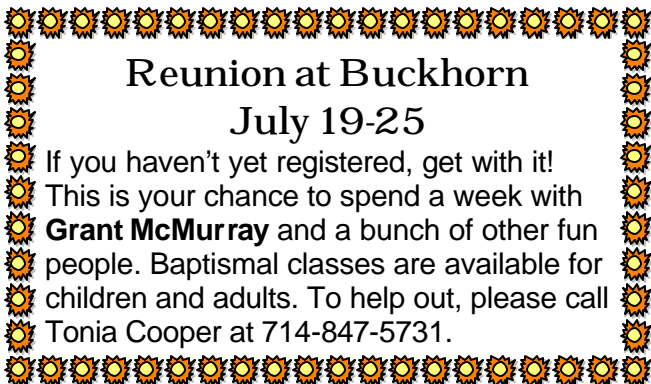 Reunion at Buckhorn
July 19-25
If you haven't yet registered, get with it!
This is your chance to spend a week with
Grant McMurray and a bunch of other fun
people. Baptismal classes are available for
children and adults. To help out, please call
Tonia Cooper at 714-847-5731.